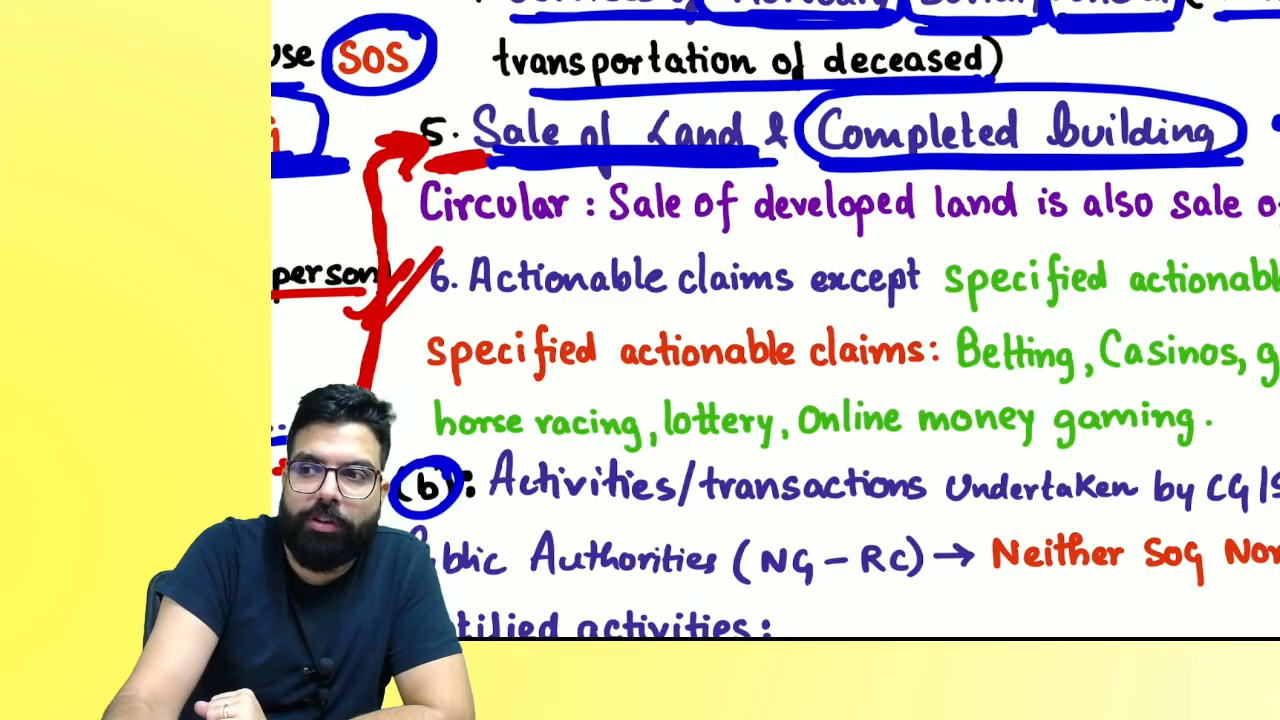 transportation of deceased)
use SOS
5. Sale of Land & Completed Building
Circular : Sale of developed land is also sale o
person
6. Actionable claims except specified actionabl
specified actionable claims: Betting, Casinos, g
horse racing, lottery, Online money gaming.
(b): Activities/transactions Undertaken by CG/S
blic Authorities (NG – RC) → Neither SoG Nor
tified activities: